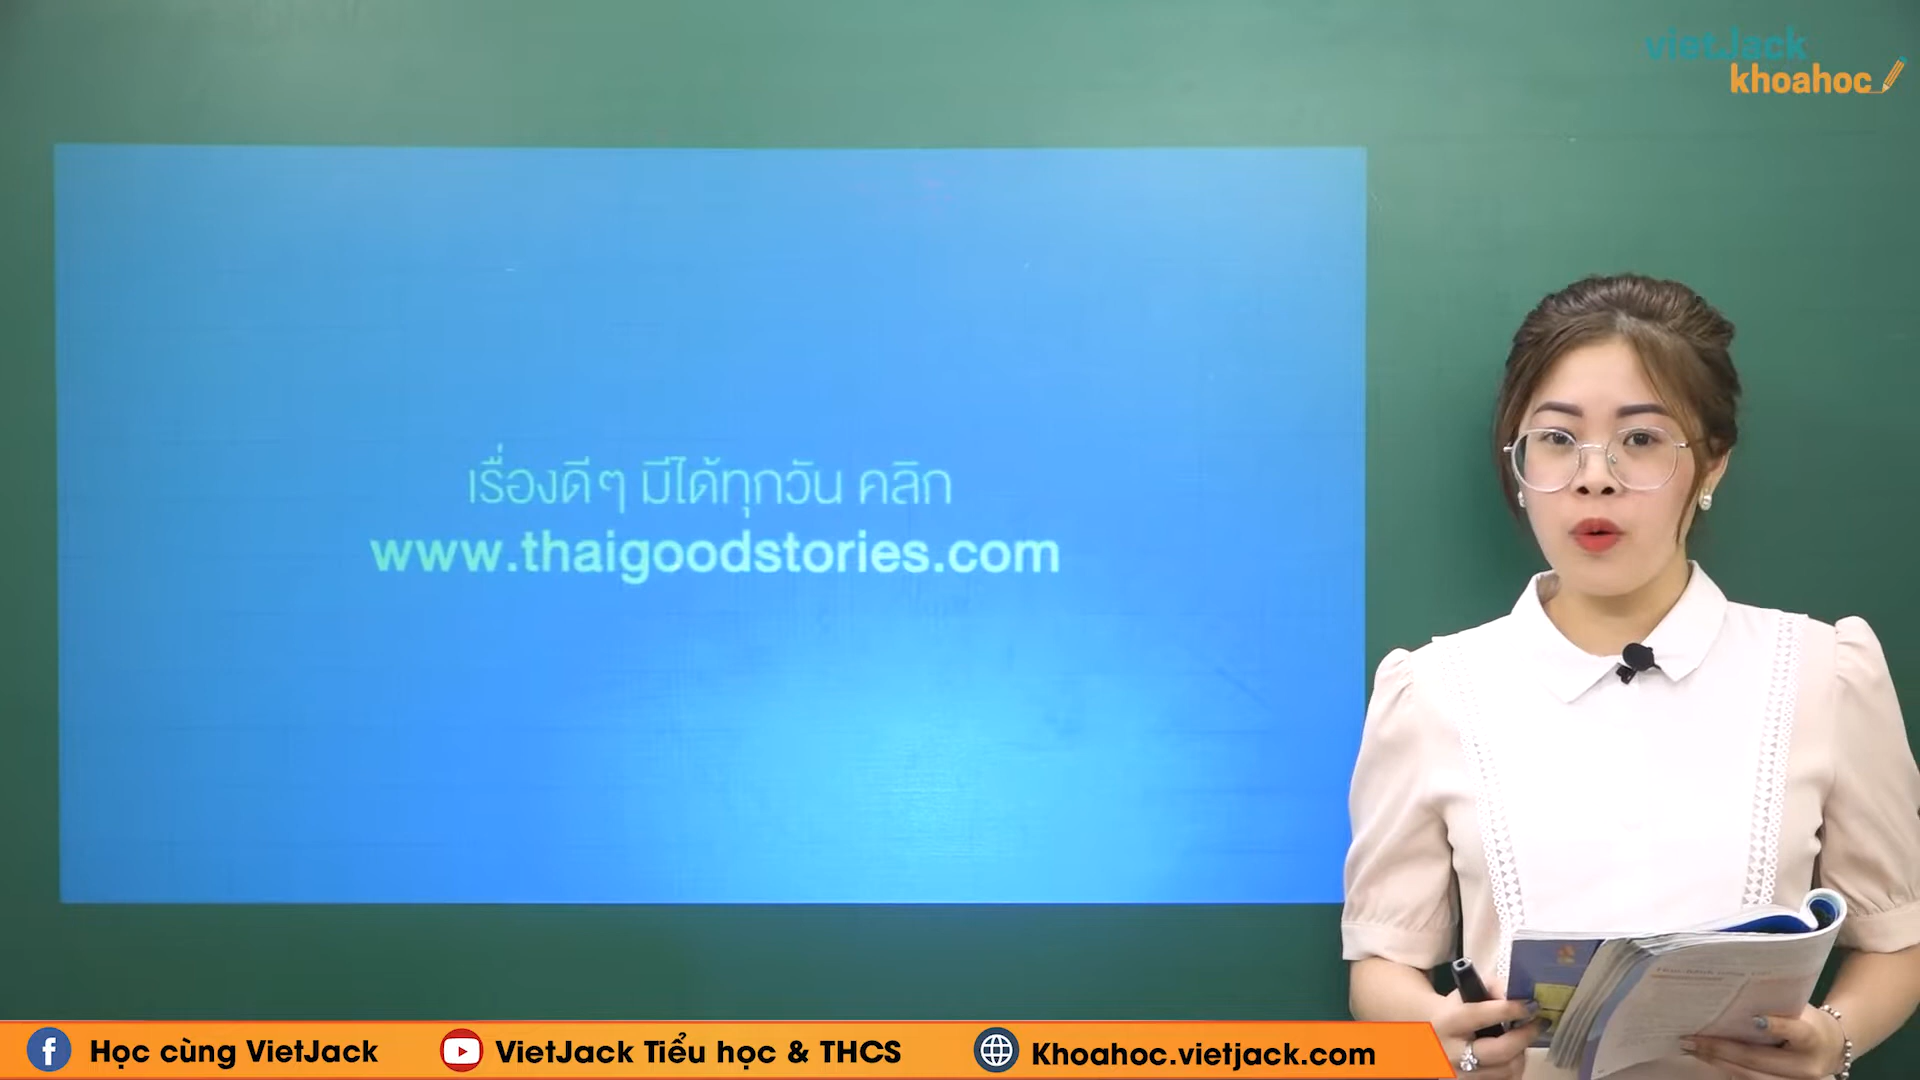 vietJack
khoahoc
เรื่องดีๆ มีได้ทุกวัน คลิก
www.thaigoodstories.com
Học cùng VietJack
VietJack Tiểu học & THCS
Khoahoc.vietjack.com